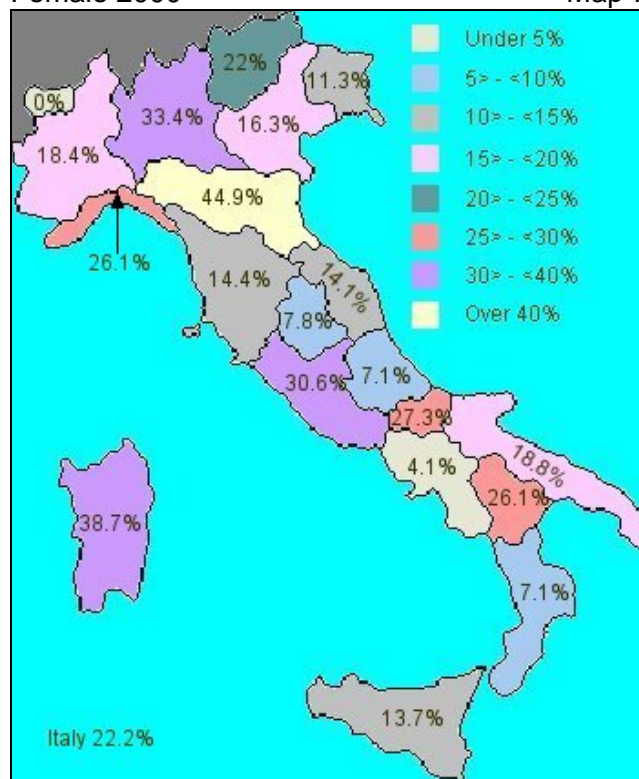 Under 5%
5> - <10%
10> - <15%
15> - <20%
20> - <25%
25> - <30%
30> - <40%
Over 40%
22%
11.3%
0%
33.4%
16.3%
18.4%
44.9%
26.1%
14.4%
14.1%
7.8%
30.6%
7.1%
27.3%
4.1%
18.8%
26.1%
38.7%
7.1%
13.7%
Italy 22.2%